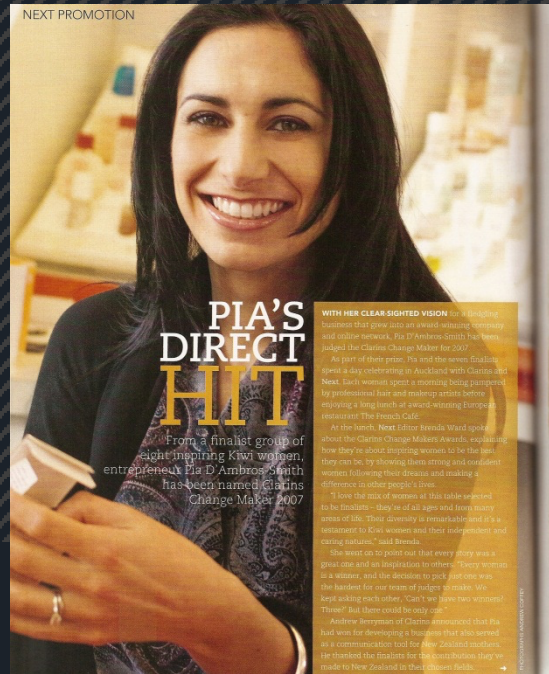 NEXT PROMOTION
PIA'S
DIRECT
HIT
From a finalist group of
eight inspiring Kiwi women,
entrepreneur Pia D'Ambros-Smith
has been named Clarins
Change Maker 2007
WITH HER CLEAR-SIGHTED VISION for a fledgling
business that grew into an award-winning company
and online network, Pia D'Ambros-Smith has been
judged the Clarins Change Maker for 2007.
As part of their prize, Pia and the seven finalists
spent a day celebrating in Auckland with Clarins and
Next. Each woman spent a morning being pampered
by professional hair and makeup artists before
enjoying a long lunch at award-winning European
restaurant The French Café.
At the lunch, Next Editor Brenda Ward spoke
about the Clarins Change Makers Awards, explaining
how they're about inspiring women to be the best
they can be, by showing them strong and confident
women following their dreams and making a
difference in other people's lives.
"I love the mix of women at this table selected
to be finalists – they're of all ages and from many
areas of life. Their diversity is remarkable and it's a
testament to Kiwi women and their independent and
caring natures," said Brenda.
She went on to point out that every story was a
great one and an inspiration to others. "Every woman
is a winner, and the decision to pick just one was
the hardest for our team of judges to make. We
kept asking each other, 'Can't we have two winners?
Three?' But there could be only one."
Andrew Berryman of Clarins announced that Pia
had won for developing a business that also served
as a communication tool for New Zealand mothers.
He thanked the finalists for the contribution they've
made to New Zealand in their chosen fields.